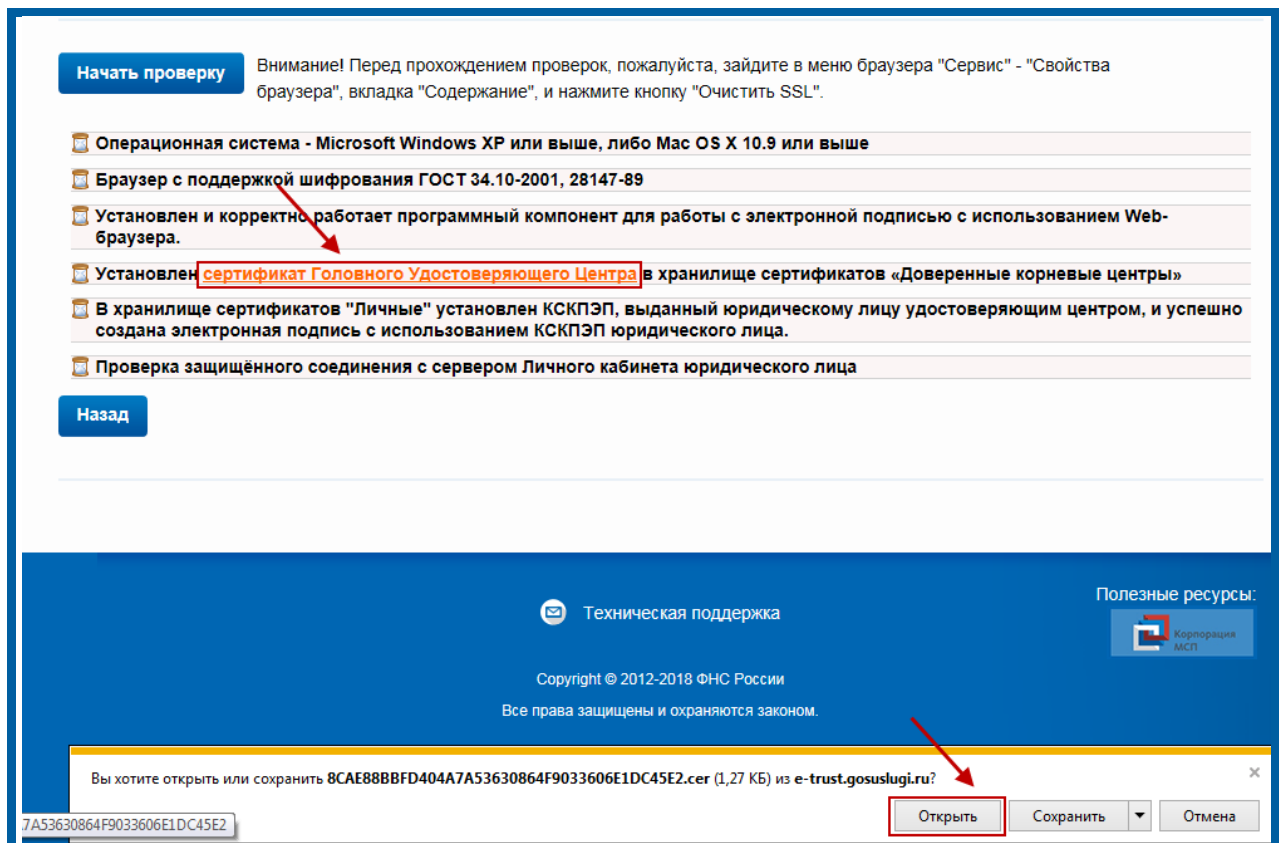 Начать проверку
Внимание! Перед прохождением проверок, пожалуйста, зайдите в меню браузера "Сервис" - "Свойства
браузера", вкладка "Содержание", и нажмите кнопку "Очистить SSL".
Операционная система - Microsoft Windows XP или выше, либо Mac OS X 10.9 или выше
Браузер с поддержкой шифрования ГОСТ 34.10-2001, 28147-89
Установлен и корректно работает программный компонент для работы с электронной подписью с использованием Web-
браузера.
Установлен сертификат Головного Удостоверяющего Центра в хранилище сертификатов «Доверенные корневые центры»
В хранилище сертификатов "Личные" установлен КСКПЭП, выданный юридическому лицу удостоверяющим центром, и успешно
создана электронная подпись с использованием КСКПЭП юридического лица.
Проверка защищённого соединения с сервером Личного кабинета юридического лица
Назад
Техническая поддержка
Полезные ресурсы:
Корпорация
МСП
Copyright © 2012-2018 ФНС России
Все права защищены и охраняются законом.
Вы хотите открыть или сохранить 8CAE88BBFD404A7A53630864F9033606E1DC45E2.cer (1,27 КБ) из e-trust.gosuslugi.ru?
×
Открыть
Сохранить
Отмена
7A53630864F9033606E1DC45E2